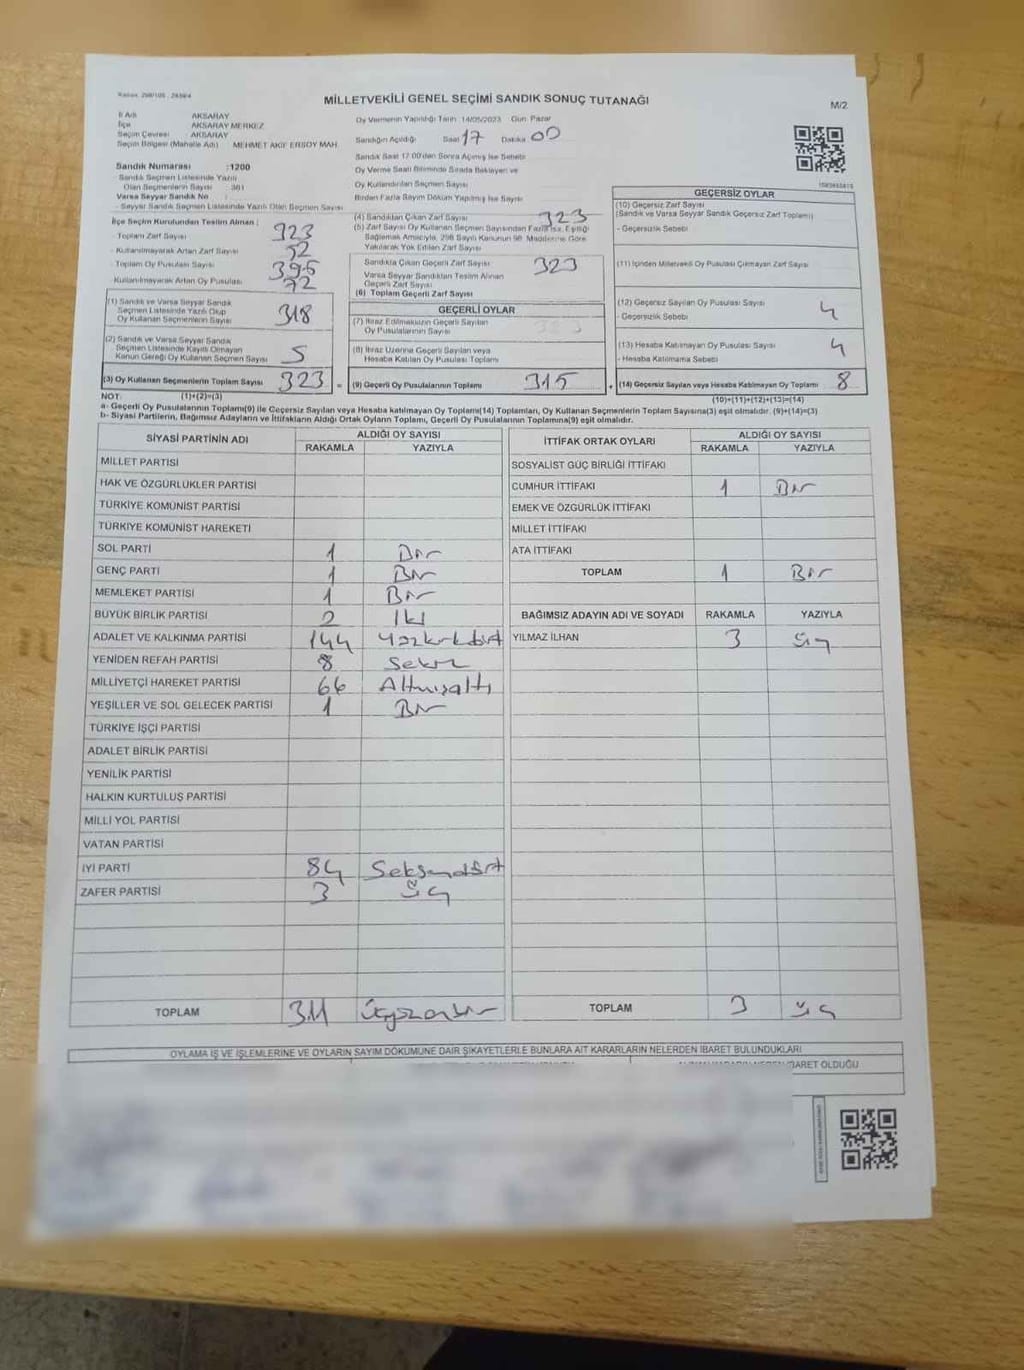 MİLLETVEKİLİ GENEL SEÇİMİ SANDIK SONUÇ TUTANAĞI
M/2
İl Adı AKSARAY
İlçe AKSARAY MERKEZ
Seçim Çevresi AKSARAY
Seçim Bölgesi (Mahalle Adı) MEHMET AKİF ERSOY MAH.
Sandık Numarası :1200
Sandık Seçmen Listesinde Yazılı
Olan Seçmenlerin Sayısı : 361
Varsa Seyyar Sandık No :
- Seyyar Sandık Seçmen Listesinde Yazılı Olan Seçmen Sayısı
Oy Vermenin Yapıldığı Tarih 14/05/2023 Gün: Pazar
Sandığın Açıldığı Saat 17 Dakika 00
Sandık Saat 17:00'dan Sonra Açılmış İse Sebebi
Oy Verme Saati Bitiminde Sırada Bekleyen ve
Oy Kullandırılan Seçmen Sayısı
Birden Fazla Sayım Döküm Yapılmış İse Sayısı
İlçe Seçim Kurulundan Teslim Alınan :
- Toplam Zarf Sayısı
- Kullanılmayarak Artan Zarf Sayısı 52
- Toplam Oy Pusulası Sayısı 395
- Kullanılmayarak Artan Oy Pusulası 72
(1) Sandık ve Varsa Seyyar Sandık
Seçmen Listesinde Yazılı Olup
Oy Kullanan Seçmenlerin Sayısı 318
(2) Sandık ve Varsa Seyyar Sandık
Seçmen Listesinde Kayıtlı Olmayan
Kanun Gereği Oy Kullanan Seçmen Sayısı 5
(3) Oy Kullanan Seçmenlerin Toplam Sayısı 323 =
(4) Sandıktan Çıkan Zarf Sayısı 323
(5) Zarf Sayısı Oy Kullanan Seçmen Sayısından Fazla ise, Eşitliği
Sağlamak Amacıyla, 298 Sayılı Kanunun 98. Maddesine Göre
Yakılarak Yok Edilen Zarf Sayısı
Sandıkta Çıkan Geçerli Zarf Sayısı 323
Varsa Seyyar Sandıktan Teslim Alınan
Geçerli Zarf Sayısı
(6) Toplam Geçerli Zarf Sayısı
GEÇERLİ OYLAR
(7) İtiraz Edilmeksizin Geçerli Sayılan
Oy Pusulalarının Sayısı
(8) İtiraz Üzerine Geçerli Sayılan veya
Hesaba Katılan Oy Pusulası Toplamı
(9) Geçerli Oy Pusulalarının Toplamı 315 +
GEÇERSİZ OYLAR
(10) Geçersiz Zarf Sayısı
(Sandık ve Varsa Seyyar Sandık Geçersiz Zarf Toplamı)
- Geçersizlik Sebebi
(11) İçinden Milletvekili Oy Pusulası Çıkmayan Zarf Sayısı
(12) Geçersiz Sayılan Oy Pusulası Sayısı
- Geçersizlik Sebebi 4
(13) Hesaba Katılmayan Oy Pusulası Sayısı 4
- Hesaba Katılmama Sebebi
(14) Geçersiz Sayılan veya Hesaba Katılmayan Oy Toplamı 8
NOT: (1)+(2)=(3) (10)+(11)+(12)+(13)=(14)
a- Geçerli Oy Pusulalarının Toplamı(9) ile Geçersiz Sayılan veya Hesaba katılmayan Oy Toplamı(14) Toplamları, Oy Kullanan Seçmenlerin Toplam Sayısına(3) eşit olmalıdır. (9)+(14)=(3)
b- Siyasi Partilerin, Bağımsız Adayların ve İttifakların Aldığı Ortak Oyların Toplamı, Geçerli Oy Pusulalarının Toplamına(9) eşit olmalıdır.
SİYASİ PARTİNİN ADI ALDIĞI OY SAYISI
RAKAMLA YAZIYLA
MİLLET PARTİSİ
HAK VE ÖZGÜRLÜKLER PARTİSİ
TÜRKİYE KOMÜNİST PARTİSİ
TÜRKİYE KOMÜNİST HAREKETİ
SOL PARTİ 1 Bir
GENÇ PARTİ 1 Bir
MEMLEKET PARTİSİ 1 Bir
BÜYÜK BİRLİK PARTİSİ 2 İki
ADALET VE KALKINMA PARTİSİ 144 Yüzkırkdört
YENİDEN REFAH PARTİSİ 8 Sekiz
MİLLİYETÇİ HAREKET PARTİSİ 66 Altmışaltı
YEŞİLLER VE SOL GELECEK PARTİSİ 1 Bir
TÜRKİYE İŞÇİ PARTİSİ
ADALET BİRLİK PARTİSİ
YENİLİK PARTİSİ
HALKIN KURTULUŞ PARTİSİ
MİLLİ YOL PARTİSİ
VATAN PARTİSİ
İYİ PARTİ 84 Seksendört
ZAFER PARTİSİ 3 Üç
TOPLAM 311 Üçyüzonbir
İTTİFAK ORTAK OYLARI ALDIĞI OY SAYISI
RAKAMLA YAZIYLA
SOSYALİST GÜÇ BİRLİĞİ İTTİFAKI
CUMHUR İTTİFAKI 1 Bir
EMEK VE ÖZGÜRLÜK İTTİFAKI
MİLLET İTTİFAKI
ATA İTTİFAKI
TOPLAM 1 Bir
BAĞIMSIZ ADAYIN ADI VE SOYADI RAKAMLA YAZIYLA
YILMAZ İLHAN 3 Üç
TOPLAM 3 Üç
OYLAMA İŞ VE İŞLEMLERİNE VE OYLARIN SAYIM DÖKÜMÜNE DAİR ŞİKAYETLERLE BUNLARA AİT KARARLARIN NELERDEN İBARET BULUNDUKLARI
İBARET OLDUĞU